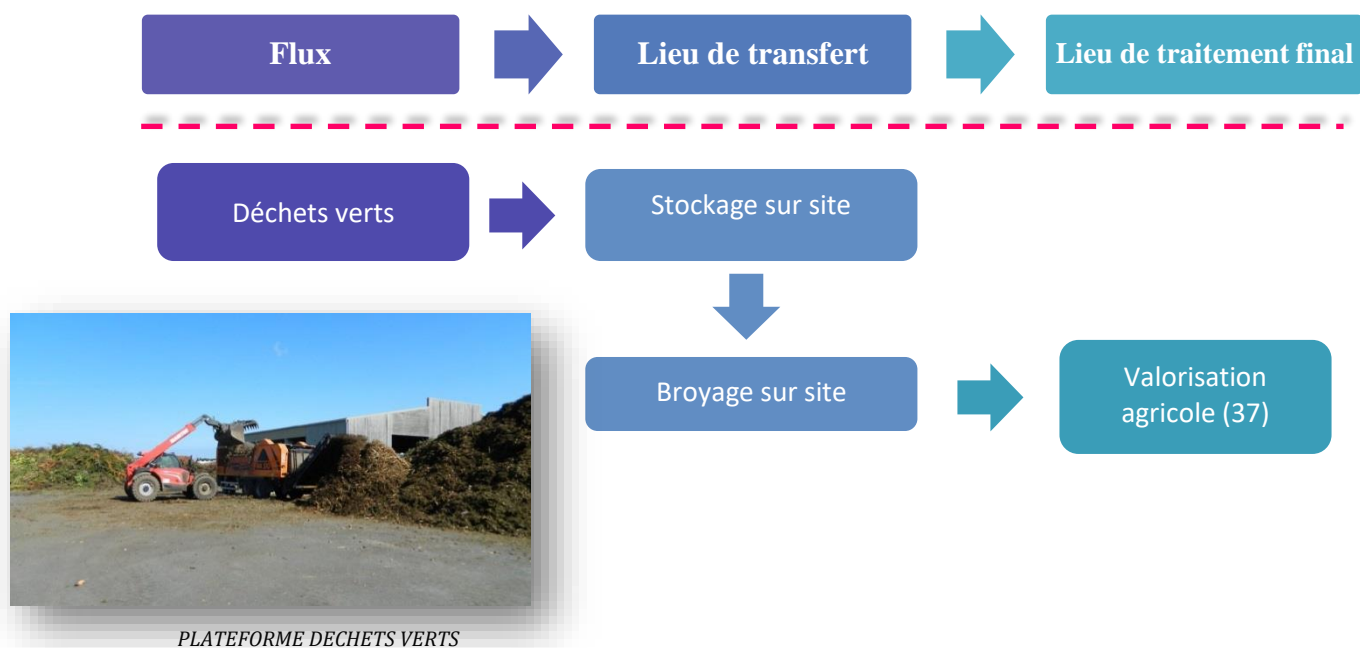 Flux
Lieu de transfert
Lieu de traitement final
Déchets verts
Stockage sur site
Broyage sur site
Valorisation
agricole (37)
PLATEFORME DECHETS VERTS